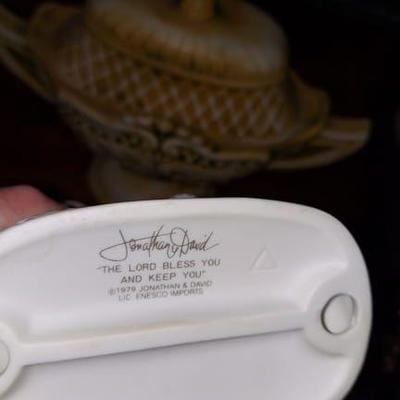 Jonathan & David
"THE LORD BLESS YOU
AND KEEP YOU"
©1979 JONATHAN & DAVID
LIC. ENESCO IMPORTS